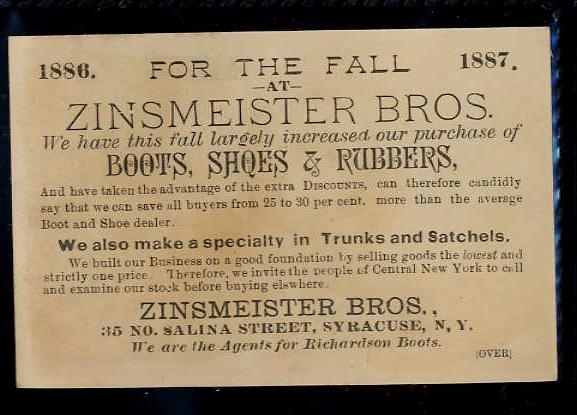 1886. FOR THE FALL 1887.
—AT—
ZINSMEISTER BROS.
We have this fall largely increased our purchase of
BOOTS, SHOES & RUBBERS,
And have taken the advantage of the extra DISCOUNTS, can therefore candidly
say that we can save all buyers from 25 to 30 per cent. more than the average
Boot and Shoe dealer.
We also make a specialty in Trunks and Satchels.
We built our Business on a good foundation by selling goods the lowest and
strictly one price. Therefore, we invite the people of Central New York to call
and examine our stock before buying elswhere.
ZINSMEISTER BROS.,
35 NO. SALINA STREET, SYRACUSE, N, Y.
We are the Agents for Richardson Boots.
(OVER)